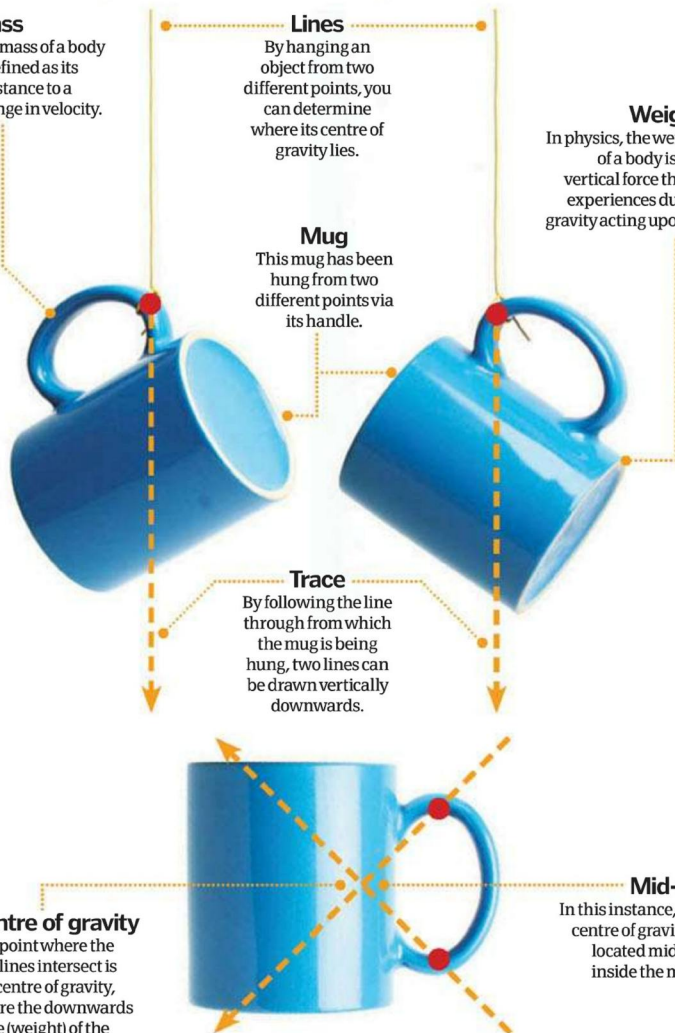 ss
mass of a body
fined as its
stance to a
nge in velocity.
Lines
By hanging an
object from two
different points, you
can determine
where its centre of
gravity lies.
Weig
In physics, the we
of a body is
vertical force th
experiences du
gravity acting upo
Mug
This mug has been
hung from two
different points via
its handle.
Trace
By following the line
through from which
the mug is being
hung, two lines can
be drawn vertically
downwards.
ntre of gravity
point where the
lines intersect is
centre of gravity,
re the downwards
e (weight) of the
Mid-
In this instance,
centre of gravi
located mid
inside the m